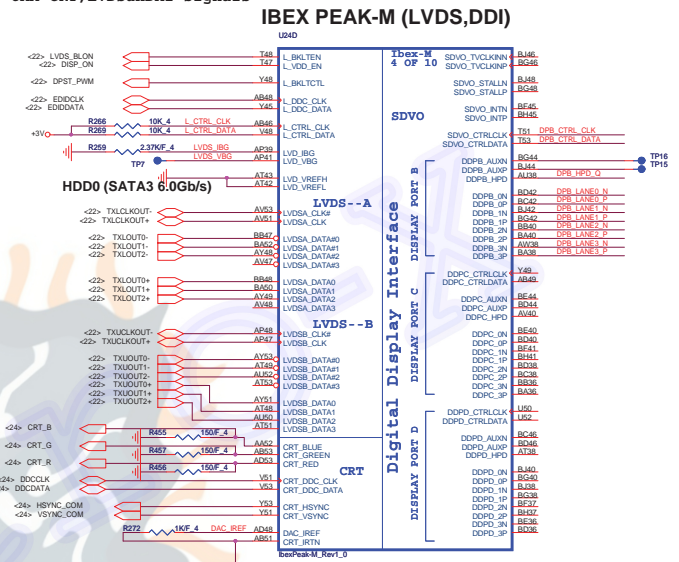 IBEX PEAK-M (LVDS,DDI)
U24D
Ibex-M
4 OF 10
<22> LVDS_BLON
<22> DISP_ON
T48
T47
L_BKLTEN
L_VDD_EN
<22> DPST_PWM
Y48
L_BKLTCTL
<22> EDIDCLK
<22> EDIDDATA
AB48
Y45
L_DDC_CLK
L_DDC_DATA
+3V
R266 10K_4 L_CTRL_CLK AB46 L_CTRL_CLK
R269 10K_4 L_CTRL_DATA V48 L_CTRL_DATA
R259 2.37K/F_4 LVDS_IBG AP39 LVD_IBG
TP7 LVDS_VBG AP41 LVD_VBG
AT43 LVD_VREFH
AT42 LVD_VREFL
HDD0 (SATA3 6.0Gb/s)
LVDS--A
<22> TXLCLKOUT- AV53 LVDSA_CLK#
<22> TXLCLKOUT+ AV51 LVDSA_CLK
<22> TXLOUT0- BB47 LVDSA_DATA#0
<22> TXLOUT1- BA52 LVDSA_DATA#1
<22> TXLOUT2- AY48 LVDSA_DATA#2
AV47 LVDSA_DATA#3
<22> TXLOUT0+ BB48 LVDSA_DATA0
<22> TXLOUT1+ BA50 LVDSA_DATA1
<22> TXLOUT2+ AY49 LVDSA_DATA2
AV48 LVDSA_DATA3
LVDS--B
<22> TXUCLKOUT- AP48 LVDSB_CLK#
<22> TXUCLKOUT+ AP47 LVDSB_CLK
<22> TXUOUT0- AY53 LVDSB_DATA#0
<22> TXUOUT1- AT49 LVDSB_DATA#1
<22> TXUOUT2- AU52 LVDSB_DATA#2
<22> TXUOUT0+ AT53 LVDSB_DATA#3
<22> TXUOUT1+ AY51 LVDSB_DATA0
<22> TXUOUT2+ AT48 LVDSB_DATA1
AU50 LVDSB_DATA2
AT51 LVDSB_DATA3
<24> CRT_B R455 150/F_4 AA52 CRT_BLUE
<24> CRT_G R457 150/F_4 AB53 CRT_GREEN
<24> CRT_R R456 150/F_4 AD53 CRT_RED
CRT
DDCCLK V51 CRT_DDC_CLK
DDCDATA V53 CRT_DDC_DATA
<24> HSYNC_COM Y53 CRT_HSYNC
<24> VSYNC_COM Y51 CRT_VSYNC
R272 1K/F_4 DAC_IREF AD48 DAC_IREF
AB51 CRT_IRTN
IbexPeak-M_Rev1_0
Digital Display Interface
SDVO
SDVO_TVCLKINN BJ46
SDVO_TVCLKINP BG46
SDVO_STALLN BJ48
SDVO_STALLP BG48
SDVO_INTN BF45
SDVO_INTP BH45
SDVO_CTRLCLK T51 DPB_CTRL_CLK
SDVO_CTRLDATA T53 DPB_CTRL_DATA
DISPLAY PORT B
DDPB_AUXN BG44 TP16
DDPB_AUXP BJ44 TP15
DDPB_HPD AU38 DPB_HPD_Q
DDPB_0N BD42 DPB_LANE0_N
DDPB_0P BC42 DPB_LANE0_P
DDPB_1N BJ42 DPB_LANE1_N
DDPB_1P BG42 DPB_LANE1_P
DDPB_2N BB40 DPB_LANE2_N
DDPB_2P BA40 DPB_LANE2_P
DDPB_3N AW38 DPB_LANE3_N
DDPB_3P BA38 DPB_LANE3_P
DISPLAY PORT C
DDPC_CTRLCLK Y49
DDPC_CTRLDATA AB49
DDPC_AUXN BE44
DDPC_AUXP BD44
DDPC_HPD AV40
DDPC_0N BE40
DDPC_0P BD40
DDPC_1N BF41
DDPC_1P BH41
DDPC_2N BD38
DDPC_2P BC38
DDPC_3N BB36
DDPC_3P BA36
DISPLAY PORT D
DDPD_CTRLCLK U50
DDPD_CTRLDATA U52
DDPD_AUXN BC46
DDPD_AUXP BD46
DDPD_HPD AT38
DDPD_0N BJ40
DDPD_0P BG40
DDPD_1N BJ38
DDPD_1P BG38
DDPD_2N BF37
DDPD_2P BH37
DDPD_3N BE36
DDPD_3P BD36